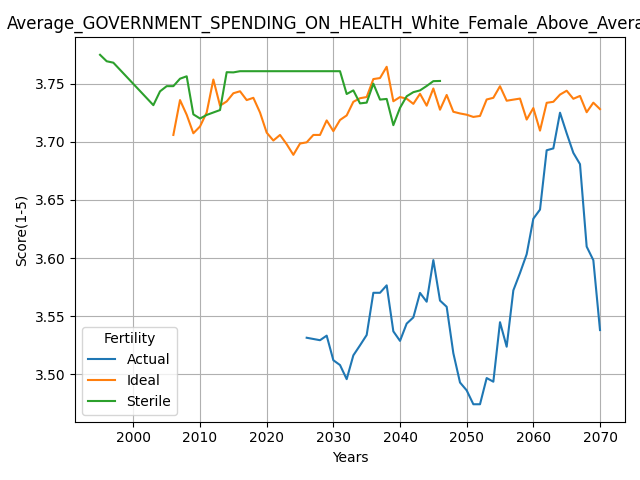 Average_GOVERNMENT_SPENDING_ON_HEALTH_White_Female_Above_Avera
3.75
3.70
3.65
3.60
3.55
3.50
Score(1-5)
Fertility
Actual
Ideal
Sterile
2000 2010 2020 2030 2040 2050 2060 2070
Years